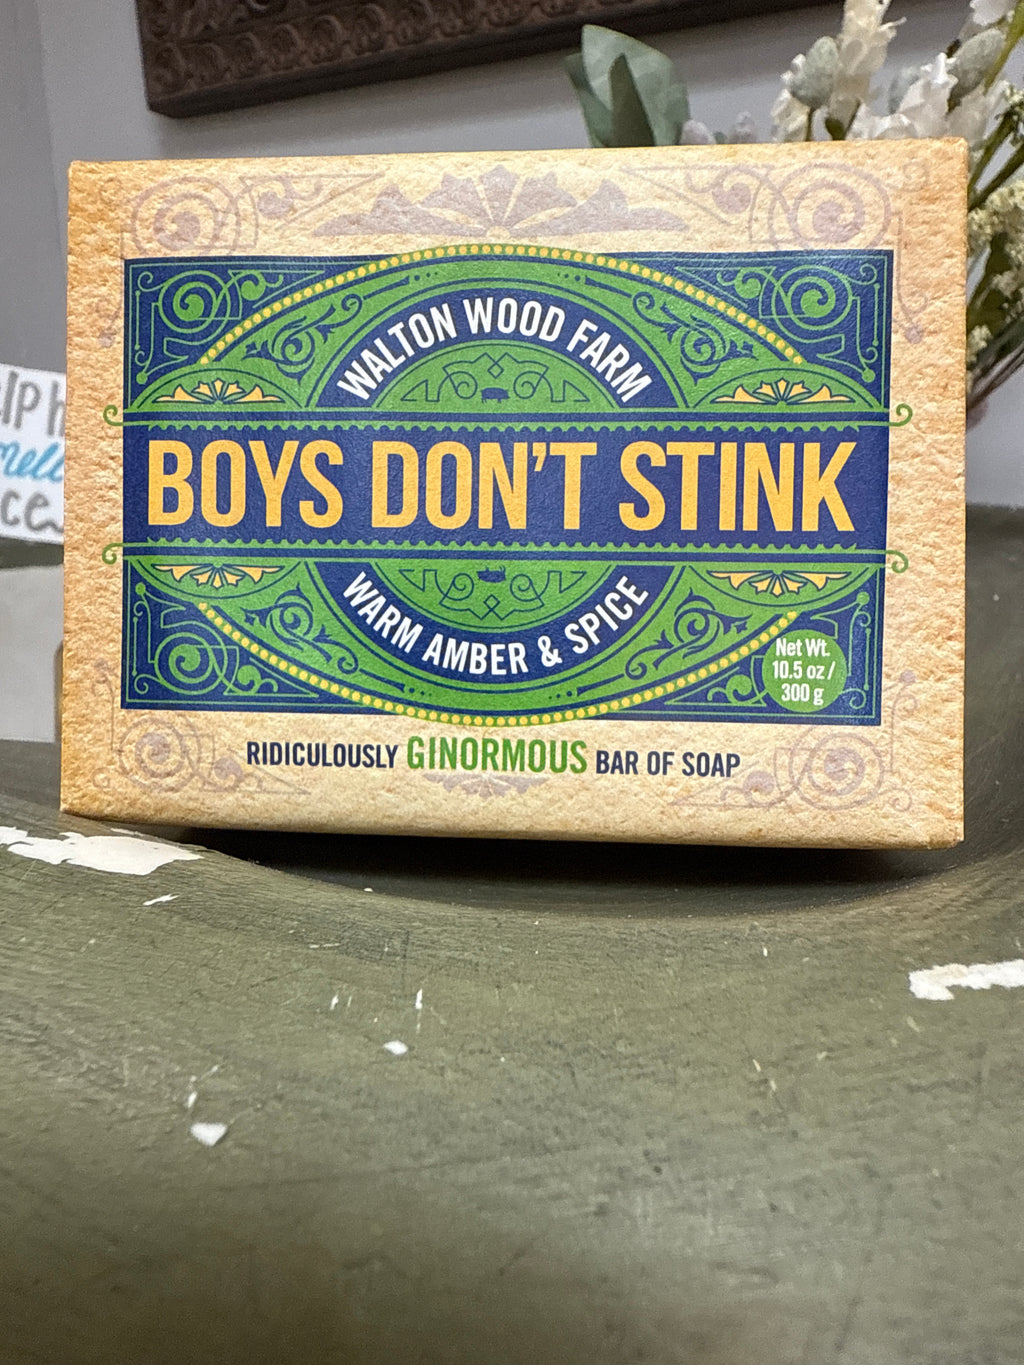 WALTON WOOD FARM
BOYS DON'T STINK
WARM AMBER & SPICE
Net Wt.
10.5 oz /
300 g
RIDICULOUSLY GINORMOUS BAR OF SOAP